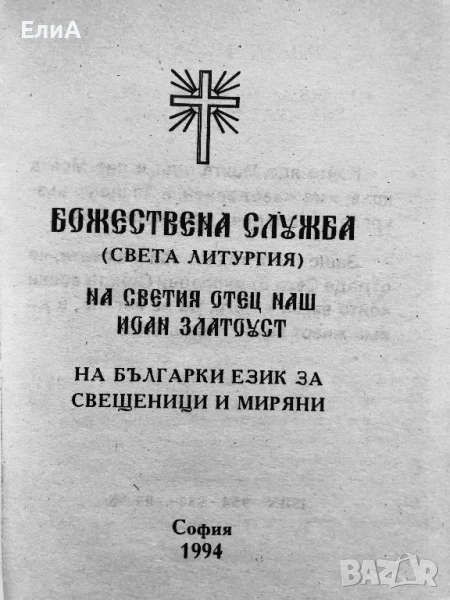 ЕлиА
БОЖЕСТВЕНА СЛУЖБА
(СВЕТА ЛИТУРГИЯ)
НА СВЕТИЯ ОТЕЦ НАШ
ИОАН ЗЛАТОУСТ
НА БЪЛГАРКИ ЕЗИК ЗА
СВЕЩЕНИЦИ И МИРЯНИ
София
1994
BAZAR